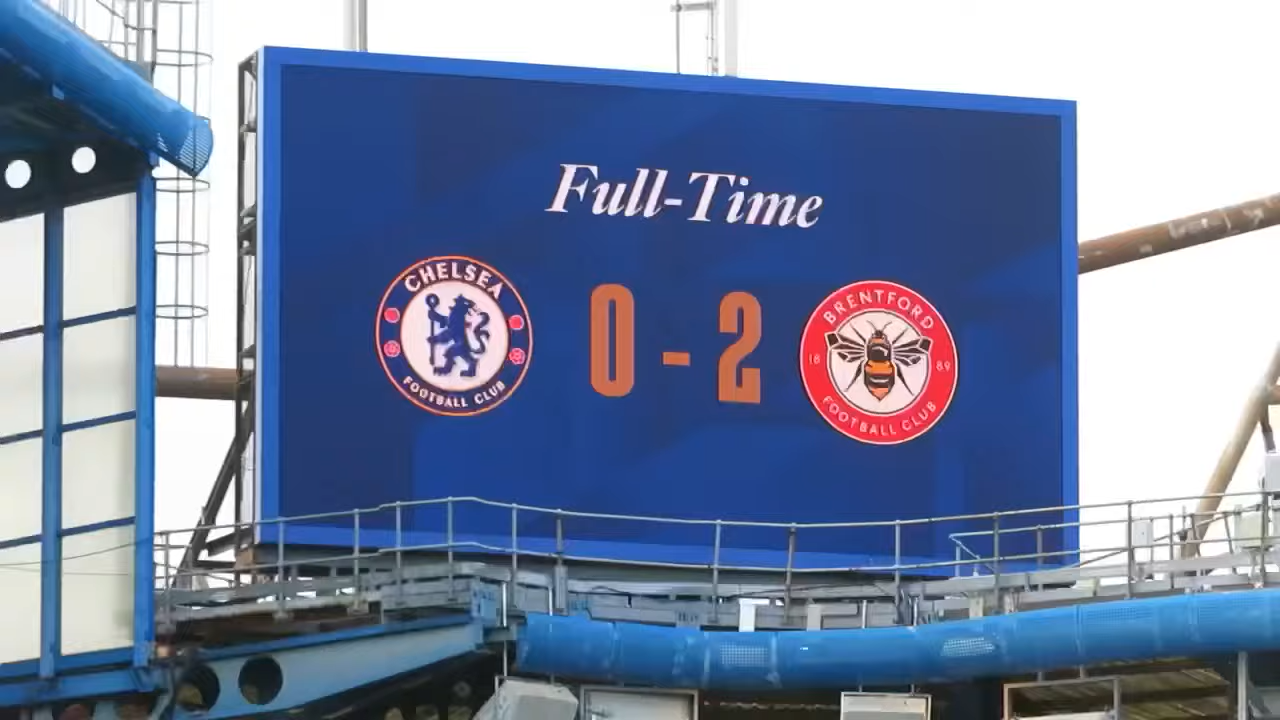 Full-Time
CHELSEA
FOOTBALL CLUB
0 - 2
BRENTFORD
18 89
FOOTBALL CLUB